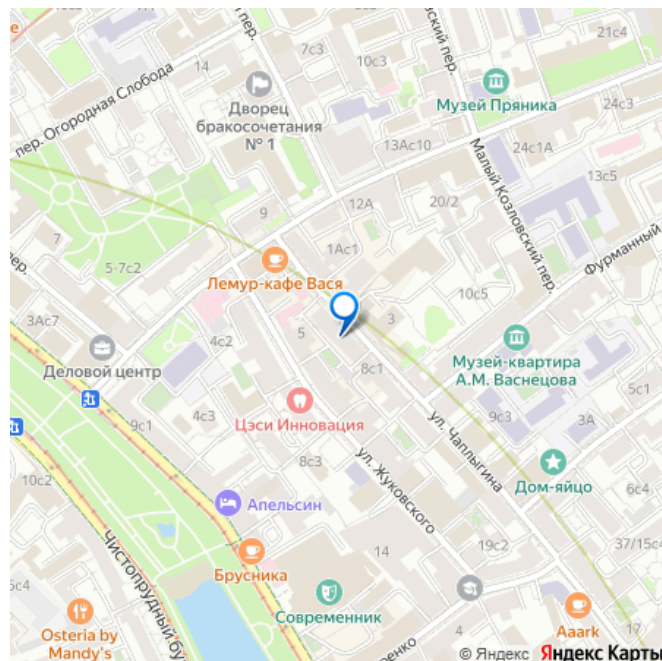 7с3
10с3
21с4
14
пер. Огородная Слобода
Дворец
бракосочетания
№ 1
Музей Пряника
24с3
13Ас10
24с1А
13с5
Малый Козловский пер.
Фурманный
9
12А
20/2
7
5-7с2
1Ас1
Лемур-кафе Вася
10с5
3Ас7
4с2
5
3
Деловой центр
8с1
Музей-квартира
А.М. Васнецова
5с1
9с1
4с3
Цэси Инновация
9с3
3А
ул. Чаплыгина
ул. Жуковского
8с3
Дом-яйцо
10с2
6с4
Апельсин
Чистопрудный бу
14
19с2
37/15с4
Брусника
Современник
Osteria by
Mandy's
4
Aaark
17
© Яндекс Яндекс Карты